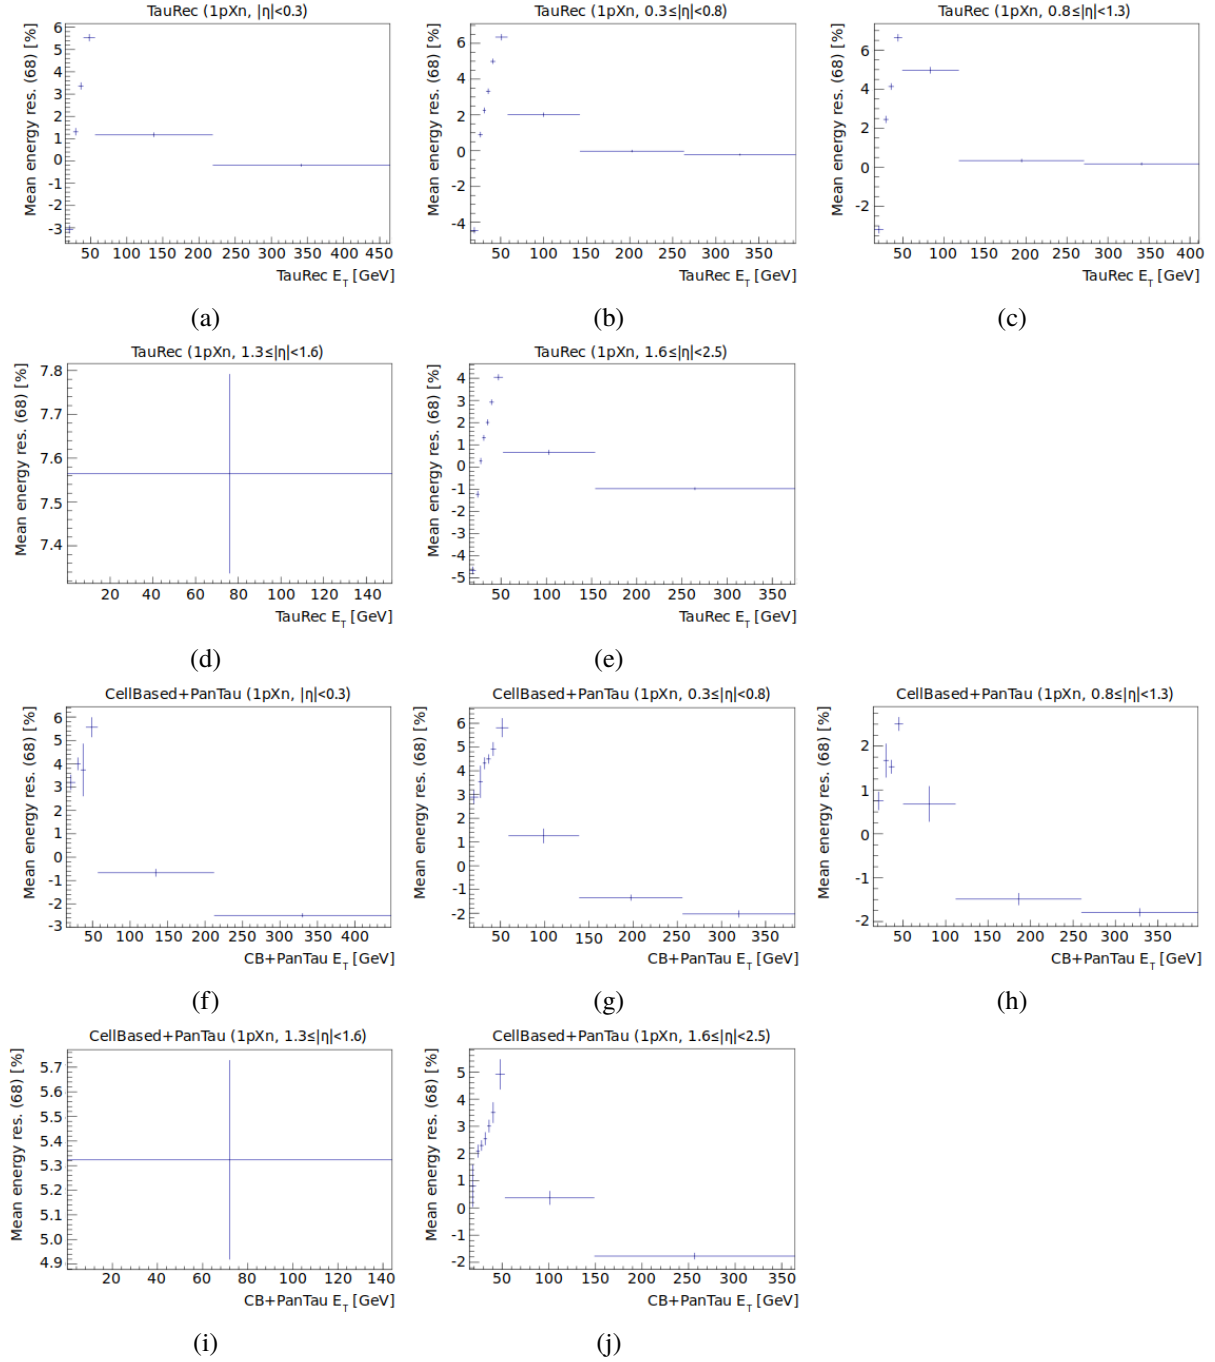 TauRec (1pXn, |η|<0.3)
Mean energy res. (68) [%]
6
5
4
3
2
1
0
-1
-2
-3
50 100 150 200 250 300 350 400 450
TauRec E_T [GeV]
(a)
TauRec (1pXn, 0.3≤|η|<0.8)
Mean energy res. (68) [%]
6
4
2
0
-2
-4
50 100 150 200 250 300 350
TauRec E_T [GeV]
(b)
TauRec (1pXn, 0.8≤|η|<1.3)
Mean energy res. (68) [%]
6
4
2
0
-2
50 100 150 200 250 300 350 400
TauRec E_T [GeV]
(c)
TauRec (1pXn, 1.3≤|η|<1.6)
Mean energy res. (68) [%]
7.8
7.7
7.6
7.5
7.4
20 40 60 80 100 120 140
TauRec E_T [GeV]
(d)
TauRec (1pXn, 1.6≤|η|<2.5)
Mean energy res. (68) [%]
4
3
2
1
0
-1
-2
-3
-4
-5
50 100 150 200 250 300 350
TauRec E_T [GeV]
(e)
CellBased+PanTau (1pXn, |η|<0.3)
Mean energy res. (68) [%]
6
5
4
3
2
1
0
-1
-2
-3
50 100 150 200 250 300 350 400
CB+PanTau E_T [GeV]
(f)
CellBased+PanTau (1pXn, 0.3≤|η|<0.8)
Mean energy res. (68) [%]
6
5
4
3
2
1
0
-1
-2
50 100 150 200 250 300 350
CB+PanTau E_T [GeV]
(g)
CellBased+PanTau (1pXn, 0.8≤|η|<1.3)
Mean energy res. (68) [%]
2
1
0
-1
-2
50 100 150 200 250 300 350
CB+PanTau E_T [GeV]
(h)
CellBased+PanTau (1pXn, 1.3≤|η|<1.6)
Mean energy res. (68) [%]
5.7
5.6
5.5
5.4
5.3
5.2
5.1
5.0
4.9
20 40 60 80 100 120 140
CB+PanTau E_T [GeV]
(i)
CellBased+PanTau (1pXn, 1.6≤|η|<2.5)
Mean energy res. (68) [%]
5
4
3
2
1
0
-1
-2
50 100 150 200 250 300 350
CB+PanTau E_T [GeV]
(j)